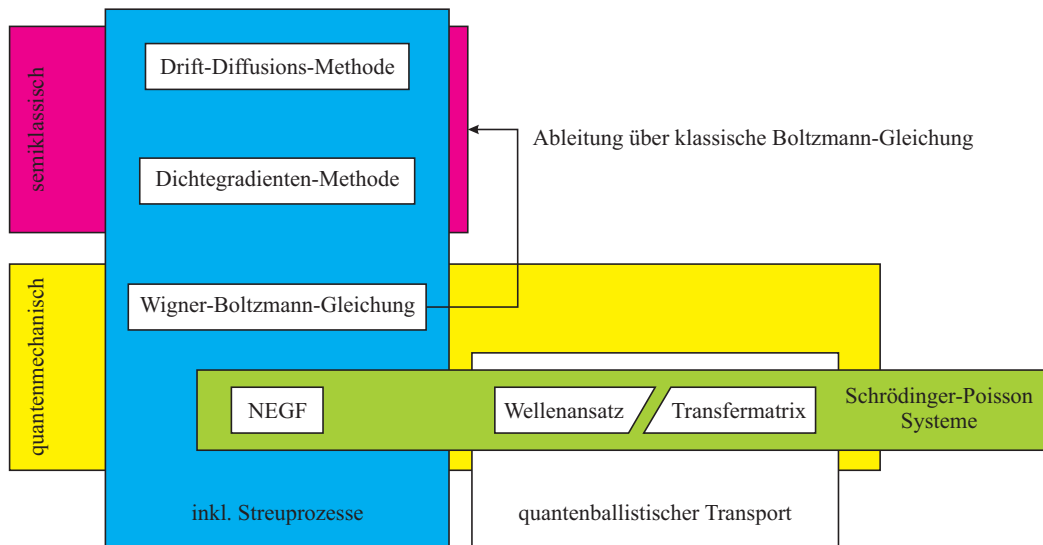 semiklassisch
Drift-Diffusions-Methode
Ableitung über klassische Boltzmann-Gleichung
Dichtegradienten-Methode
quantenmechanisch
Wigner-Boltzmann-Gleichung
NEGF
Wellenansatz
Transfermatrix
Schrödinger-Poisson
Systeme
inkl. Streuprozesse
quantenballistischer Transport